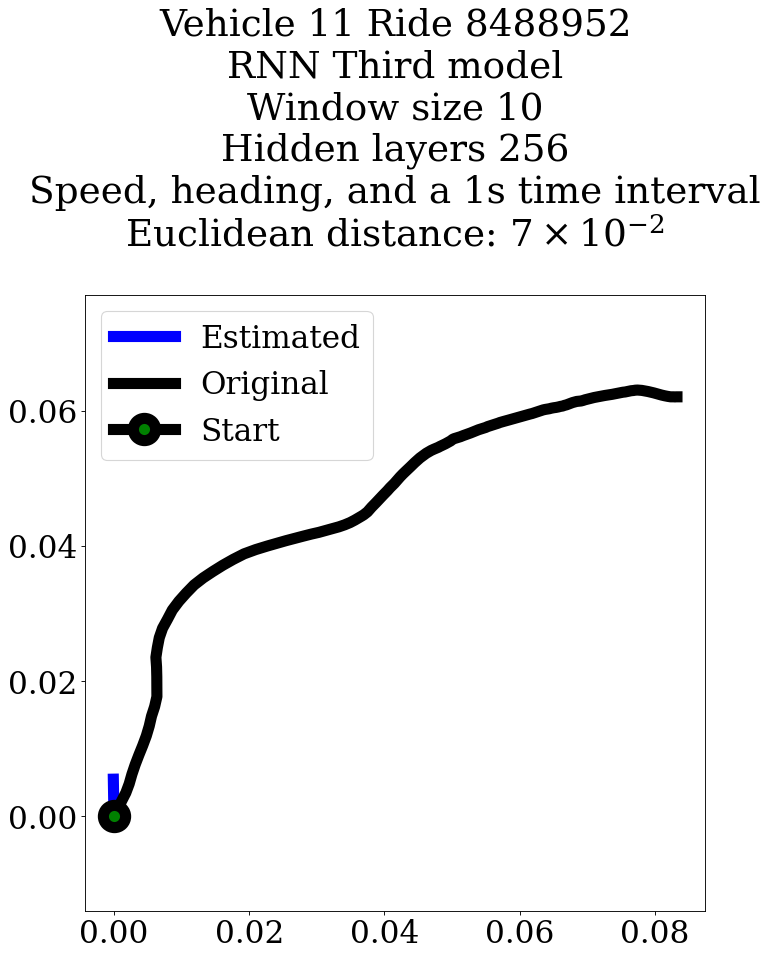 Vehicle 11 Ride 8488952
RNN Third model
Window size 10
Hidden layers 256
Speed, heading, and a 1s time interval
Euclidean distance: 7 × 10⁻²
Estimated
Original
Start
0.06
0.04
0.02
0.00
0.00 0.02 0.04 0.06 0.08